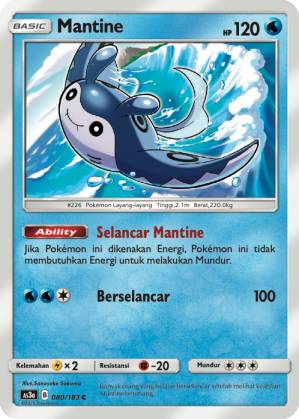 BASIC Mantine HP 120
#226 Pokémon Layang-layang Tinggi,2.1m Berat,220.0kg
Ability Selancar Mantine
Jika Pokémon ini dikenakan Energi, Pokémon ini tidak
membutuhkan Energi untuk melakukan Mundur.
Berselancar 100
Kelemahan ×2 Resistansi -20 Mundur
Illus.Sanosuke Sakuma
AS3a B 080/183 C